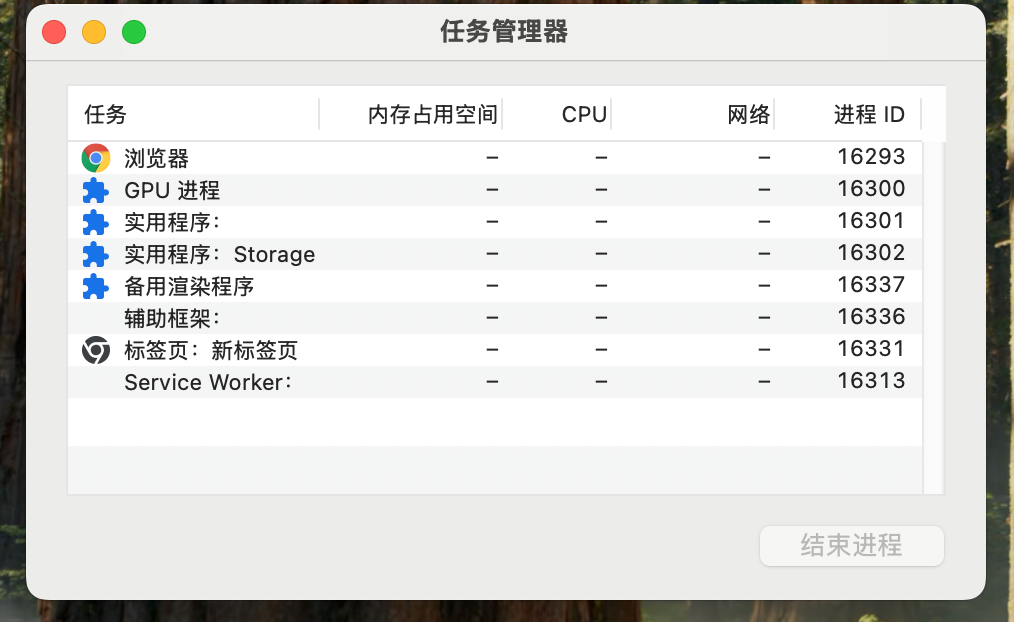 任务管理器
任务 内存占用空间 CPU 网络 进程 ID
浏览器 – – – 16293
GPU 进程 – – – 16300
实用程序： – – – 16301
实用程序：Storage – – – 16302
备用渲染程序 – – – 16337
辅助框架： – – – 16336
标签页：新标签页 – – – 16331
Service Worker： – – – 16313
结束进程